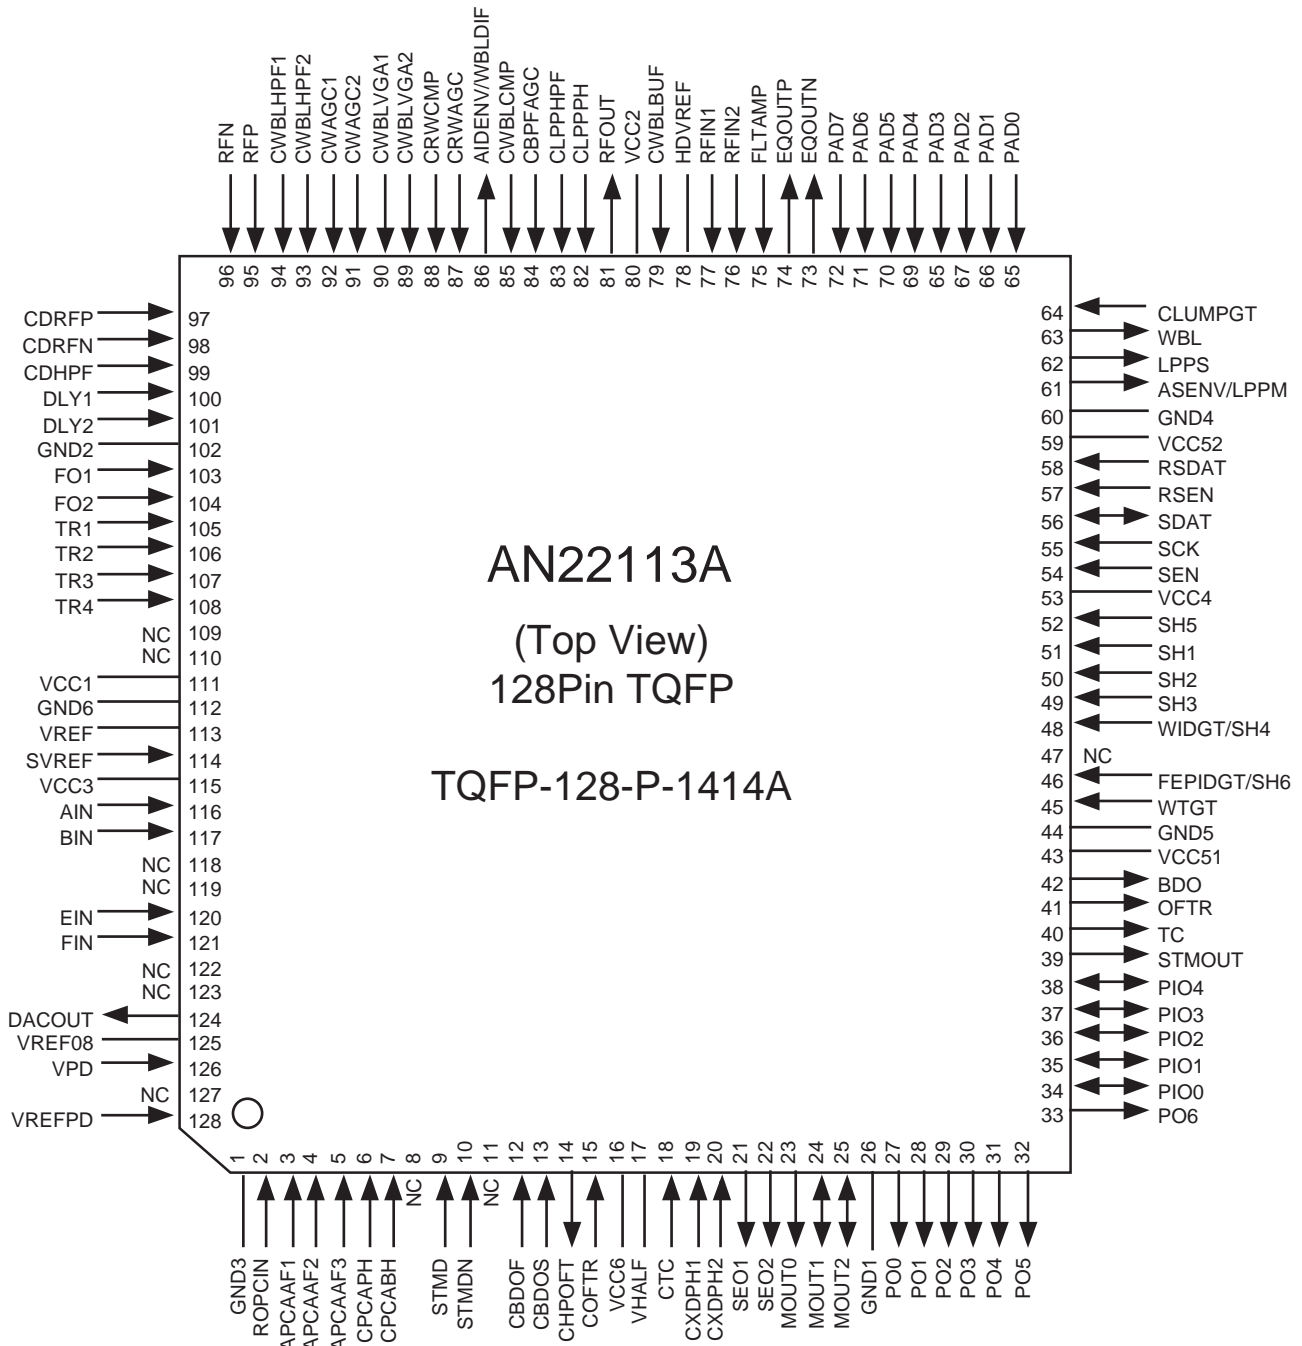 RFN
RFP
CWBLHPF1
CWBLHPF2
CWAGC1
CWAGC2
CWBLVGA1
CWBLVGA2
CRWCMP
CRWAGC
AIDENV/WBLDIF
CWBLCMP
CBPFAGC
CLPPHPF
CLPPPH
RFOUT
VCC2
CWBLBUF
HDVREF
RFIN1
RFIN2
FLTAMP
EQOUTP
EQOUTN
PAD7
PAD6
PAD5
PAD4
PAD3
PAD2
PAD1
PAD0
96
95
94
93
92
91
90
89
88
87
86
85
84
83
82
81
80
79
78
77
76
75
74
73
72
71
70
69
65
67
66
65
CDRFP 97
CDRFN 98
CDHPF 99
DLY1 100
DLY2 101
GND2 102
FO1 103
FO2 104
TR1 105
TR2 106
TR3 107
TR4 108
NC 109
NC 110
VCC1 111
GND6 112
VREF 113
SVREF 114
VCC3 115
AIN 116
BIN 117
NC 118
NC 119
EIN 120
FIN 121
NC 122
NC 123
DACOUT 124
VREF08 125
VPD 126
NC 127
VREFPD 128
AN22113A
(Top View)
128Pin TQFP
TQFP-128-P-1414A
64 CLUMPGT
63 WBL
62 LPPS
61 ASENV/LPPM
60 GND4
59 VCC52
58 RSDAT
57 RSEN
56 SDAT
55 SCK
54 SEN
53 VCC4
52 SH5
51 SH1
50 SH2
49 SH3
48 WIDGT/SH4
47 NC
46 FEPIDGT/SH6
45 WTGT
44 GND5
43 VCC51
42 BDO
41 OFTR
40 TC
39 STMOUT
38 PIO4
37 PIO3
36 PIO2
35 PIO1
34 PIO0
33 PO6
1
2
3
4
5
6
7
8
9
10
11
12
13
14
15
16
17
18
19
20
21
22
23
24
25
26
27
28
29
30
31
32
GND3
ROPCIN
APCAAF1
APCAAF2
APCAAF3
CPCAPH
CPCABH
NC
STMD
STMDN
NC
CBDOF
CBDOS
CHPOFT
COFTR
VCC6
VHALF
CTC
CXDPH1
CXDPH2
SEO1
SEO2
MOUT0
MOUT1
MOUT2
GND1
PO0
PO1
PO2
PO3
PO4
PO5